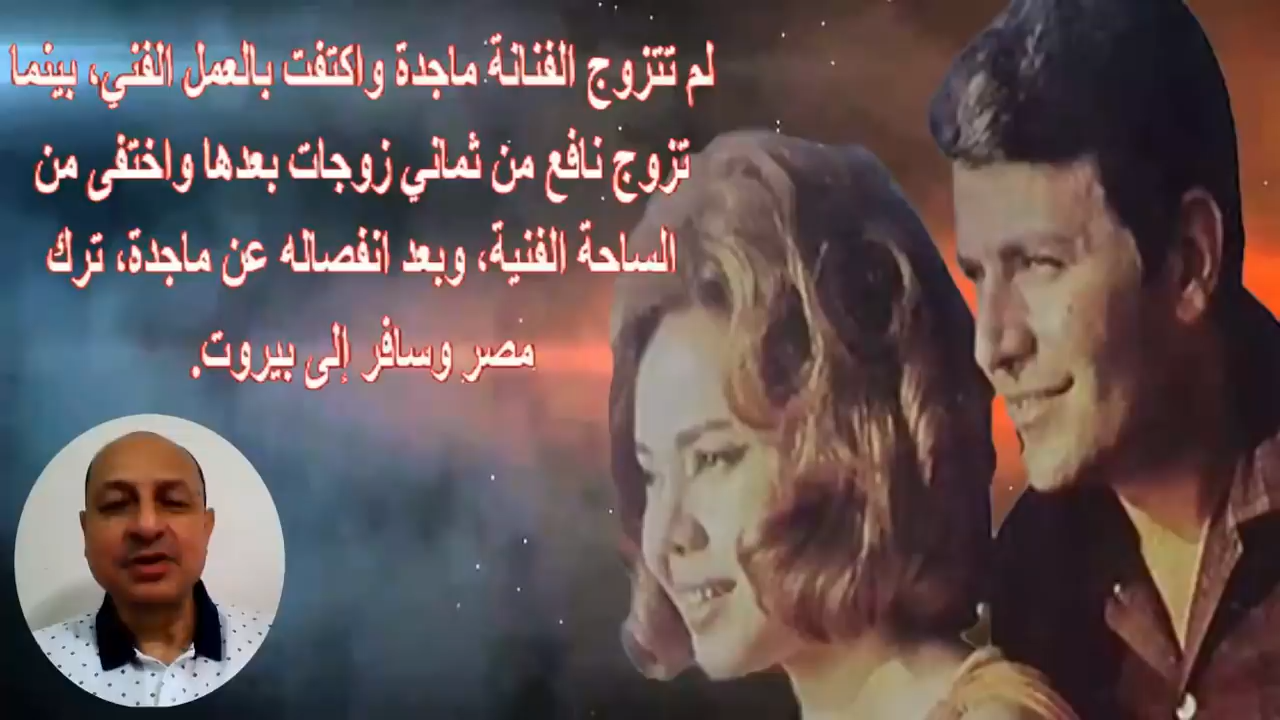 لم تتزوج الفنانة ماجدة واكتفت بالعمل الفني، بينما
تزوج نافع من ثماني زوجات بعدها واختفى من
الساحة الفنية، وبعد انفصاله عن ماجدة، ترك
مصر وسافر إلى بيروت.